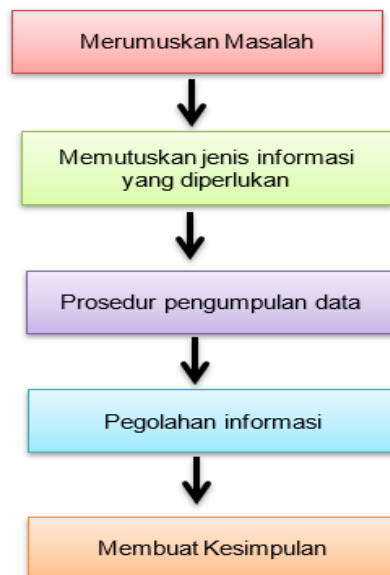 Merumuskan Masalah
Memutuskan jenis informasi
yang diperlukan
Prosedur pengumpulan data
Pegolahan informasi
Membuat Kesimpulan